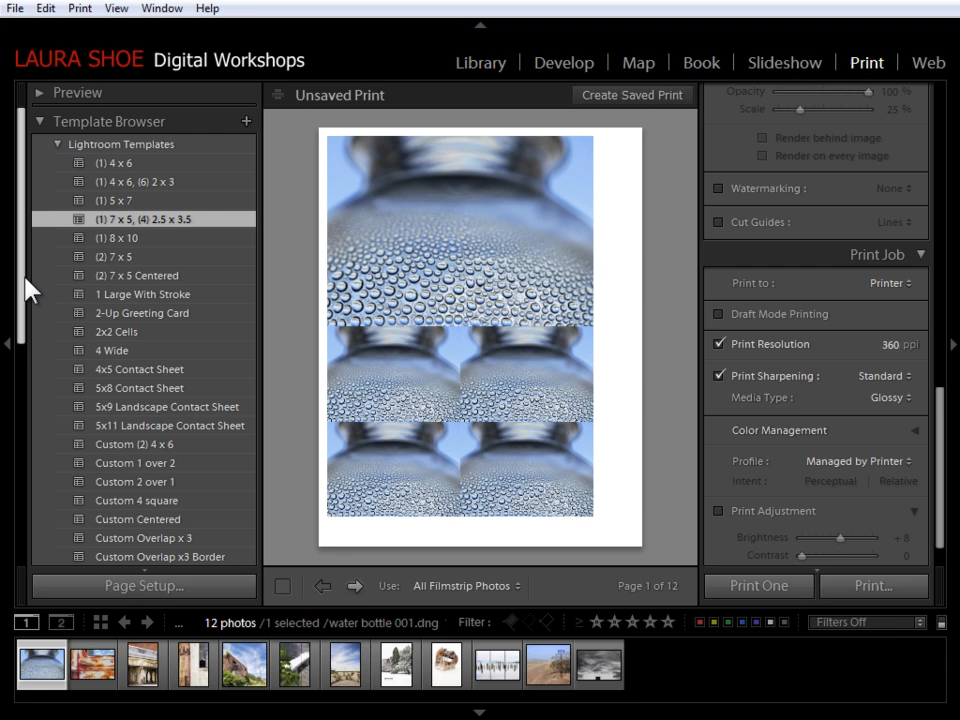 File Edit Print View Window Help
LAURA SHOE Digital Workshops
Library | Develop | Map | Book | Slideshow | Print | Web
Preview
Template Browser +
Lightroom Templates
(1) 4 x 6
(1) 4 x 6, (6) 2 x 3
(1) 5 x 7
(1) 7 x 5, (4) 2.5 x 3.5
(1) 8 x 10
(2) 7 x 5
(2) 7 x 5 Centered
1 Large With Stroke
2-Up Greeting Card
2x2 Cells
4 Wide
4x5 Contact Sheet
5x8 Contact Sheet
5x9 Landscape Contact Sheet
5x11 Landscape Contact Sheet
Custom (2) 4 x 6
Custom 1 over 2
Custom 2 over 1
Custom 4 square
Custom Centered
Custom Overlap x 3
Custom Overlap x3 Border
Page Setup...
Unsaved Print
Create Saved Print
Use: All Filmstrip Photos
Page 1 of 12
Opacity 100 %
Scale 25 %
Render behind image
Render on every image
Watermarking : None
Cut Guides : Lines
Print Job
Print to : Printer
Draft Mode Printing
Print Resolution 360 ppi
Print Sharpening : Standard
Media Type : Glossy
Color Management
Profile : Managed by Printer
Intent : Perceptual | Relative
Print Adjustment
Brightness + 8
Contrast 0
Print One
Print...
1 2 ... 12 photos / 1 selected / water bottle 001.dng Filter : ≥ Filters Off